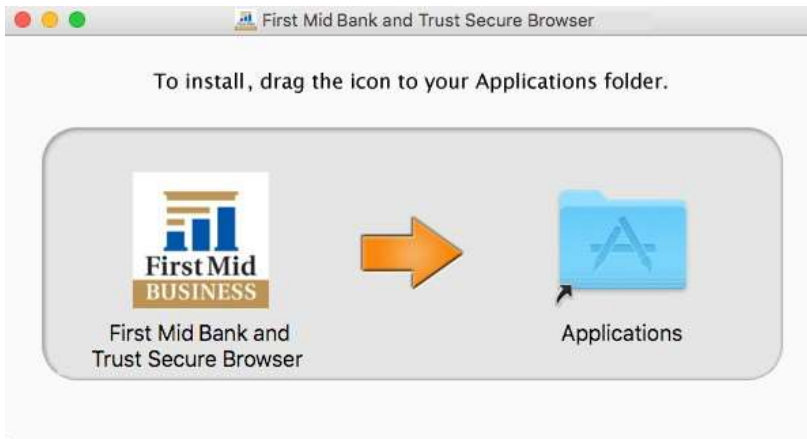 First Mid Bank and Trust Secure Browser
To install, drag the icon to your Applications folder.
First Mid
BUSINESS
First Mid Bank and
Trust Secure Browser
Applications